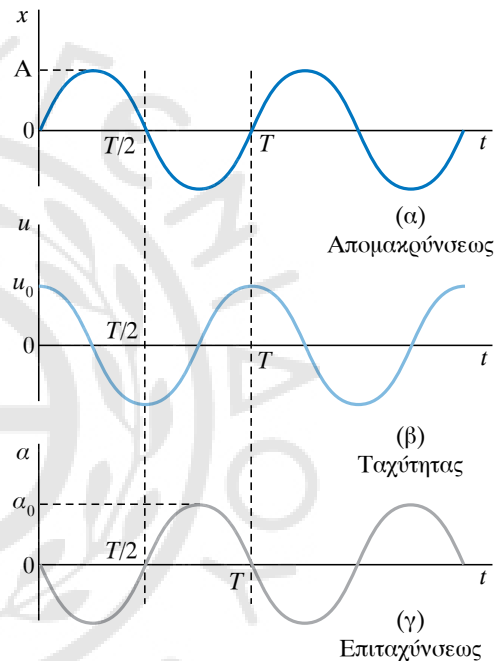 x
A
0
T/2
T
t
(α)
Απομακρύνσεως
u
u₀
T/2
0
T
t
(β)
Ταχύτητας
α
α₀
T/2
0
T
t
(γ)
Επιταχύνσεως